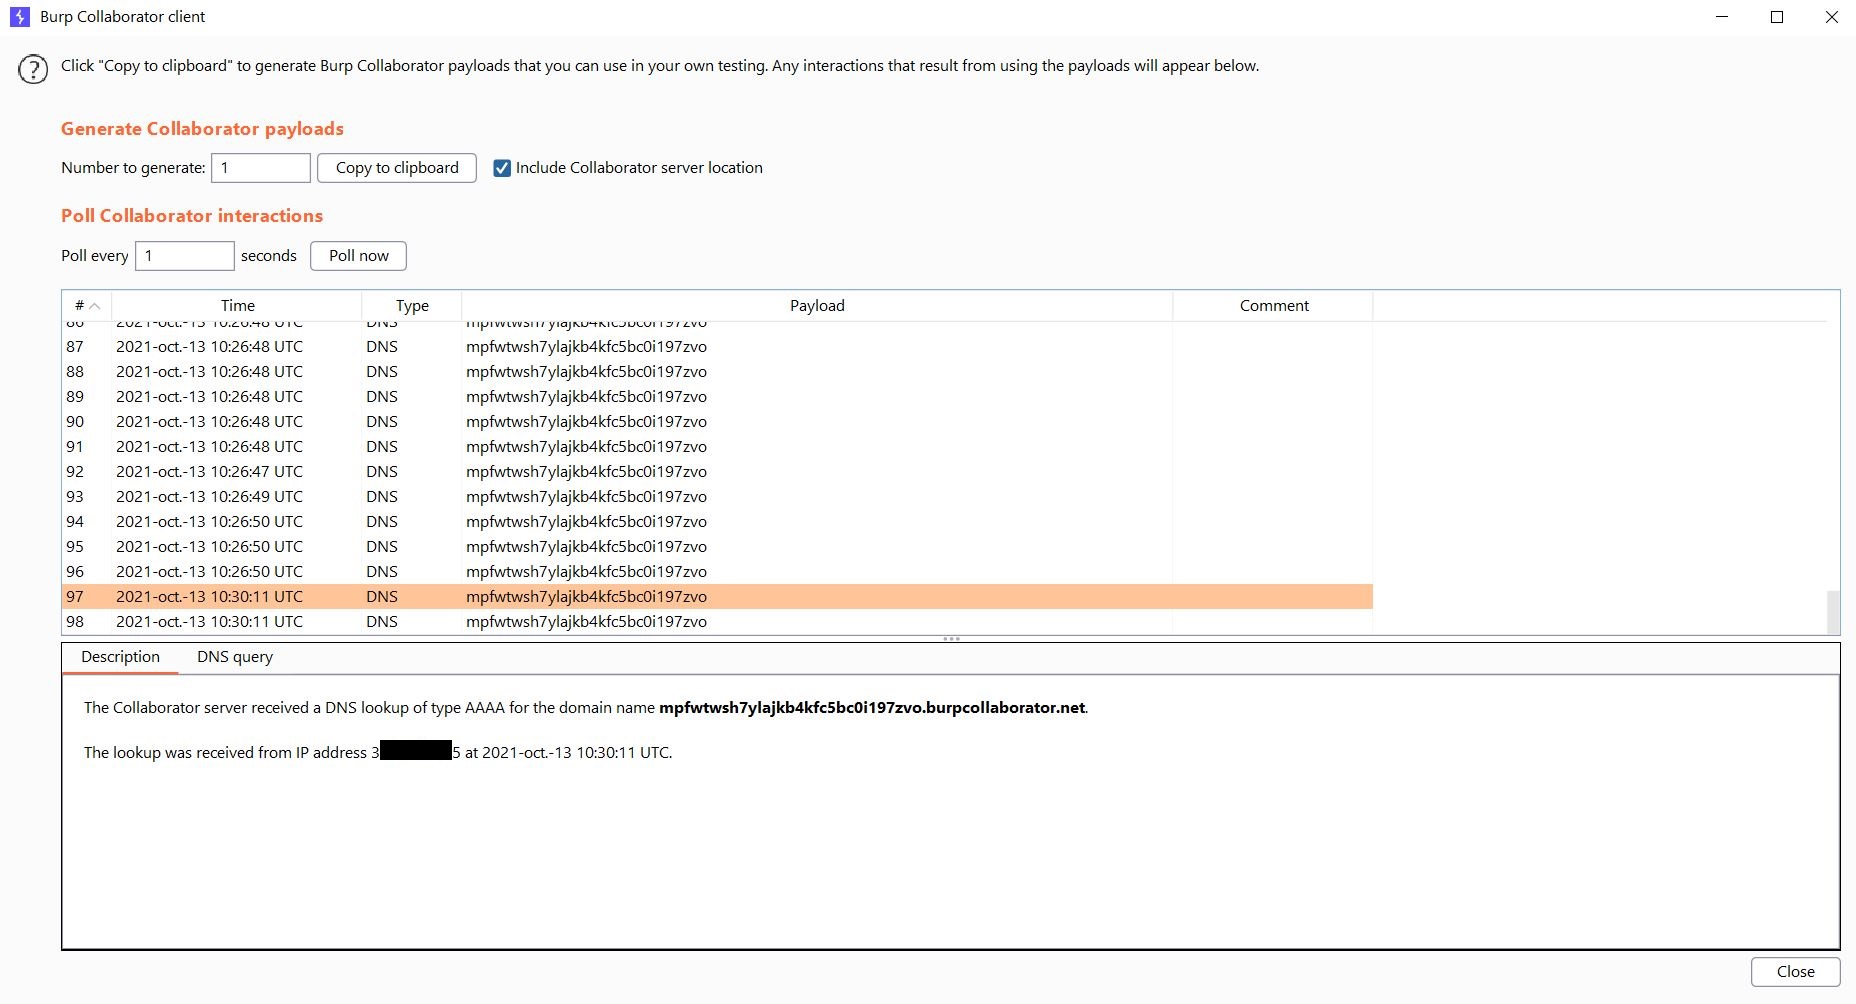 Burp Collaborator client
Click "Copy to clipboard" to generate Burp Collaborator payloads that you can use in your own testing. Any interactions that result from using the payloads will appear below.
Generate Collaborator payloads
Number to generate: 1 Copy to clipboard Include Collaborator server location
Poll Collaborator interactions
Poll every 1 seconds Poll now
# Time Type Payload Comment
86 2021-oct.-13 10:26:48 UTC DNS mpfwtwsh7ylajkb4kfc5bc0i197zvo
87 2021-oct.-13 10:26:48 UTC DNS mpfwtwsh7ylajkb4kfc5bc0i197zvo
88 2021-oct.-13 10:26:48 UTC DNS mpfwtwsh7ylajkb4kfc5bc0i197zvo
89 2021-oct.-13 10:26:48 UTC DNS mpfwtwsh7ylajkb4kfc5bc0i197zvo
90 2021-oct.-13 10:26:48 UTC DNS mpfwtwsh7ylajkb4kfc5bc0i197zvo
91 2021-oct.-13 10:26:48 UTC DNS mpfwtwsh7ylajkb4kfc5bc0i197zvo
92 2021-oct.-13 10:26:47 UTC DNS mpfwtwsh7ylajkb4kfc5bc0i197zvo
93 2021-oct.-13 10:26:49 UTC DNS mpfwtwsh7ylajkb4kfc5bc0i197zvo
94 2021-oct.-13 10:26:50 UTC DNS mpfwtwsh7ylajkb4kfc5bc0i197zvo
95 2021-oct.-13 10:26:50 UTC DNS mpfwtwsh7ylajkb4kfc5bc0i197zvo
96 2021-oct.-13 10:26:50 UTC DNS mpfwtwsh7ylajkb4kfc5bc0i197zvo
97 2021-oct.-13 10:30:11 UTC DNS mpfwtwsh7ylajkb4kfc5bc0i197zvo
98 2021-oct.-13 10:30:11 UTC DNS mpfwtwsh7ylajkb4kfc5bc0i197zvo
Description DNS query
The Collaborator server received a DNS lookup of type AAAA for the domain name mpfwtwsh7ylajkb4kfc5bc0i197zvo.burpcollaborator.net.
The lookup was received from IP address 3 5 at 2021-oct.-13 10:30:11 UTC.
Close